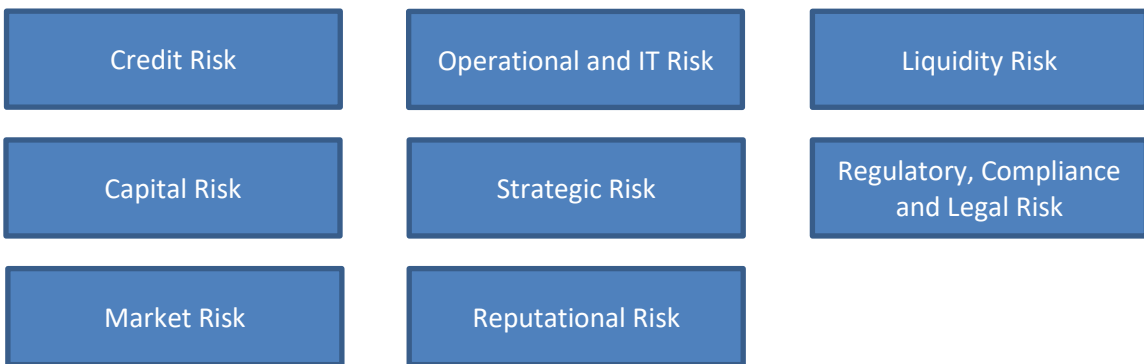 Credit Risk
Operational and IT Risk
Liquidity Risk
Capital Risk
Strategic Risk
Regulatory, Compliance
and Legal Risk
Market Risk
Reputational Risk